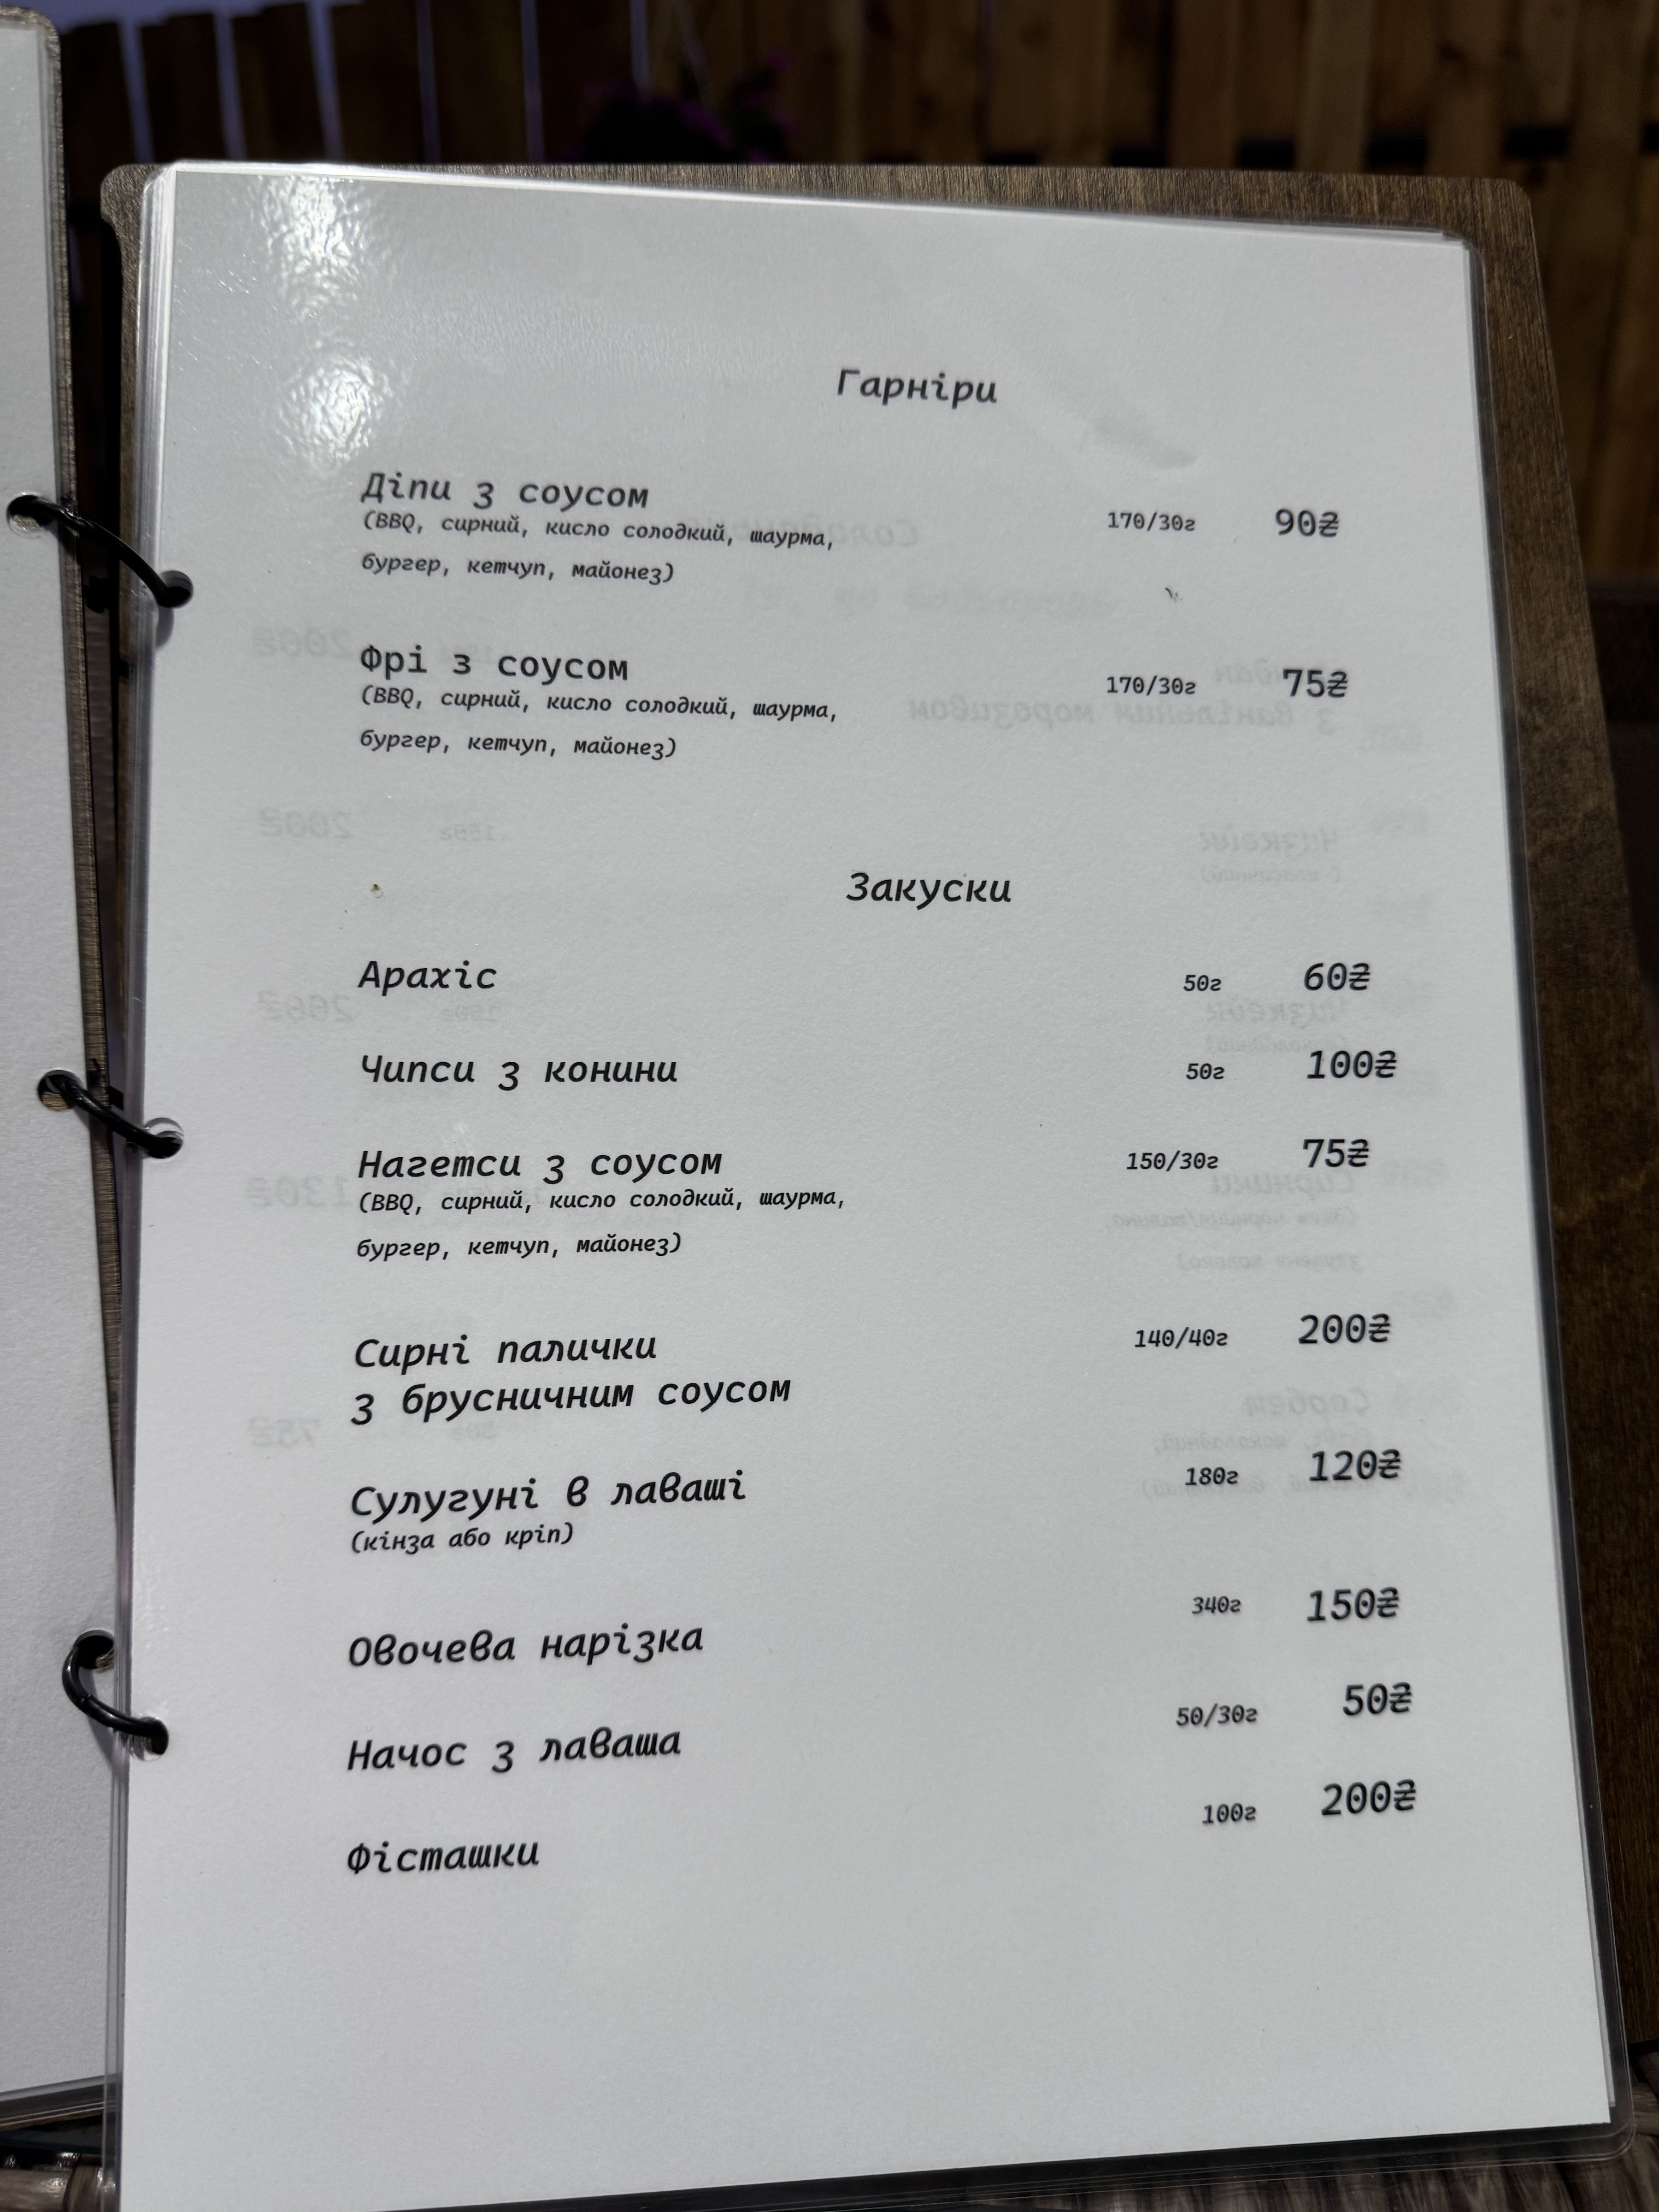 Гарніри
Діпи з соусом 170/30г 90₴
(BBQ, сирний, кисло солодкий, шаурма,
бургер, кетчуп, майонез)
Фрі з соусом 170/30г 75₴
(BBQ, сирний, кисло солодкий, шаурма,
бургер, кетчуп, майонез)
Закуски
Арахіс 50г 60₴
Чипси з конини 50г 100₴
Нагетси з соусом 150/30г 75₴
(BBQ, сирний, кисло солодкий, шаурма,
бургер, кетчуп, майонез)
Сирні палички 140/40г 200₴
з брусничним соусом
Сулугуні в лаваші 180г 120₴
(кінза або кріп)
Овочева нарізка 340г 150₴
Начос з лаваша 50/30г 50₴
Фісташки 100г 200₴